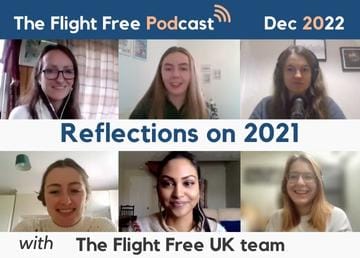 The Flight Free Podcast Dec 2022
Reflections on 2021
with The Flight Free UK team